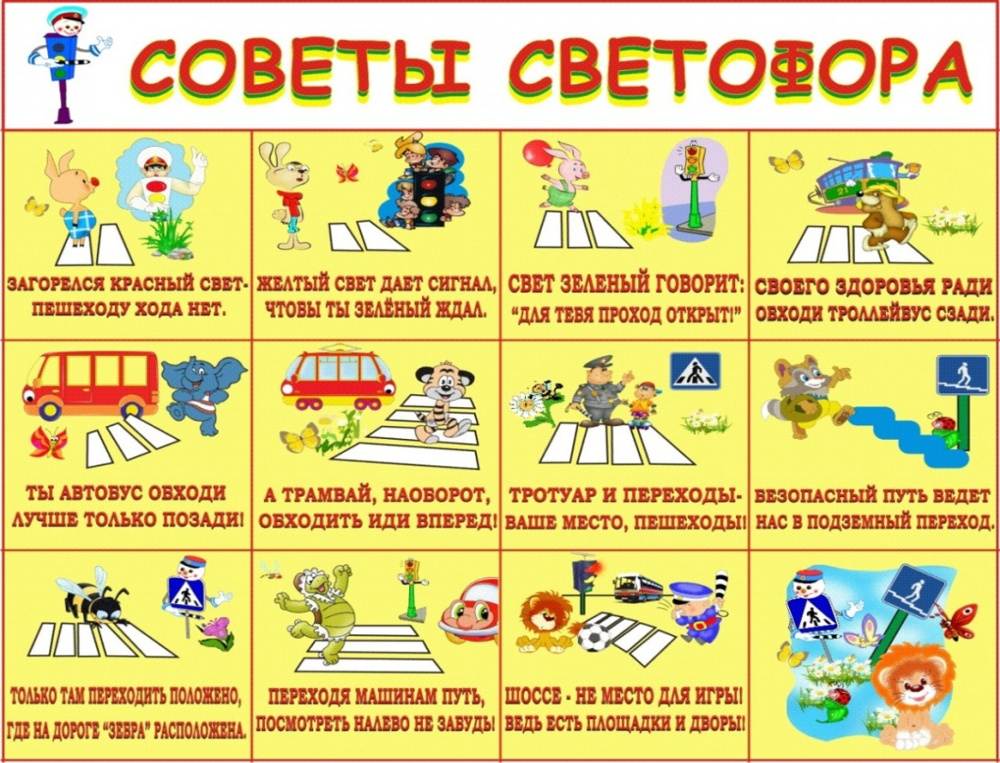 СОВЕТЫ СВЕТОФОРА
ЗАГОРЕЛСЯ КРАСНЫЙ СВЕТ-
ПЕШЕХОДУ ХОДА НЕТ.
ЖЕЛТЫЙ СВЕТ ДАЕТ СИГНАЛ,
ЧТОБЫ ТЫ ЗЕЛЁНЫЙ ЖДАЛ.
СВЕТ ЗЕЛЕНЫЙ ГОВОРИТ:
“ДЛЯ ТЕБЯ ПРОХОД ОТКРЫТ!”
21
СВОЕГО ЗДОРОВЬЯ РАДИ
ОБХОДИ ТРОЛЛЕЙБУС СЗАДИ.
ТЫ АВТОБУС ОБХОДИ
ЛУЧШЕ ТОЛЬКО ПОЗАДИ!
А ТРАМВАЙ, НАОБОРОТ,
ОБХОДИТЬ ИДИ ВПЕРЕД!
ТРОТУАР И ПЕРЕХОДЫ-
ВАШЕ МЕСТО, ПЕШЕХОДЫ!
БЕЗОПАСНЫЙ ПУТЬ ВЕДЕТ
НАС В ПОДЗЕМНЫЙ ПЕРЕХОД.
ТОЛЬКО ТАМ ПЕРЕХОДИТЬ ПОЛОЖЕНО,
ГДЕ НА ДОРОГЕ “ЗЕБРА” РАСПОЛОЖЕНА.
ПЕРЕХОДЯ МАШИНАМ ПУТЬ,
ПОСМОТРЕТЬ НАЛЕВО НЕ ЗАБУДЬ!
ШОССЕ - НЕ МЕСТО ДЛЯ ИГРЫ!
ВЕДЬ ЕСТЬ ПЛОЩАДКИ И ДВОРЫ!